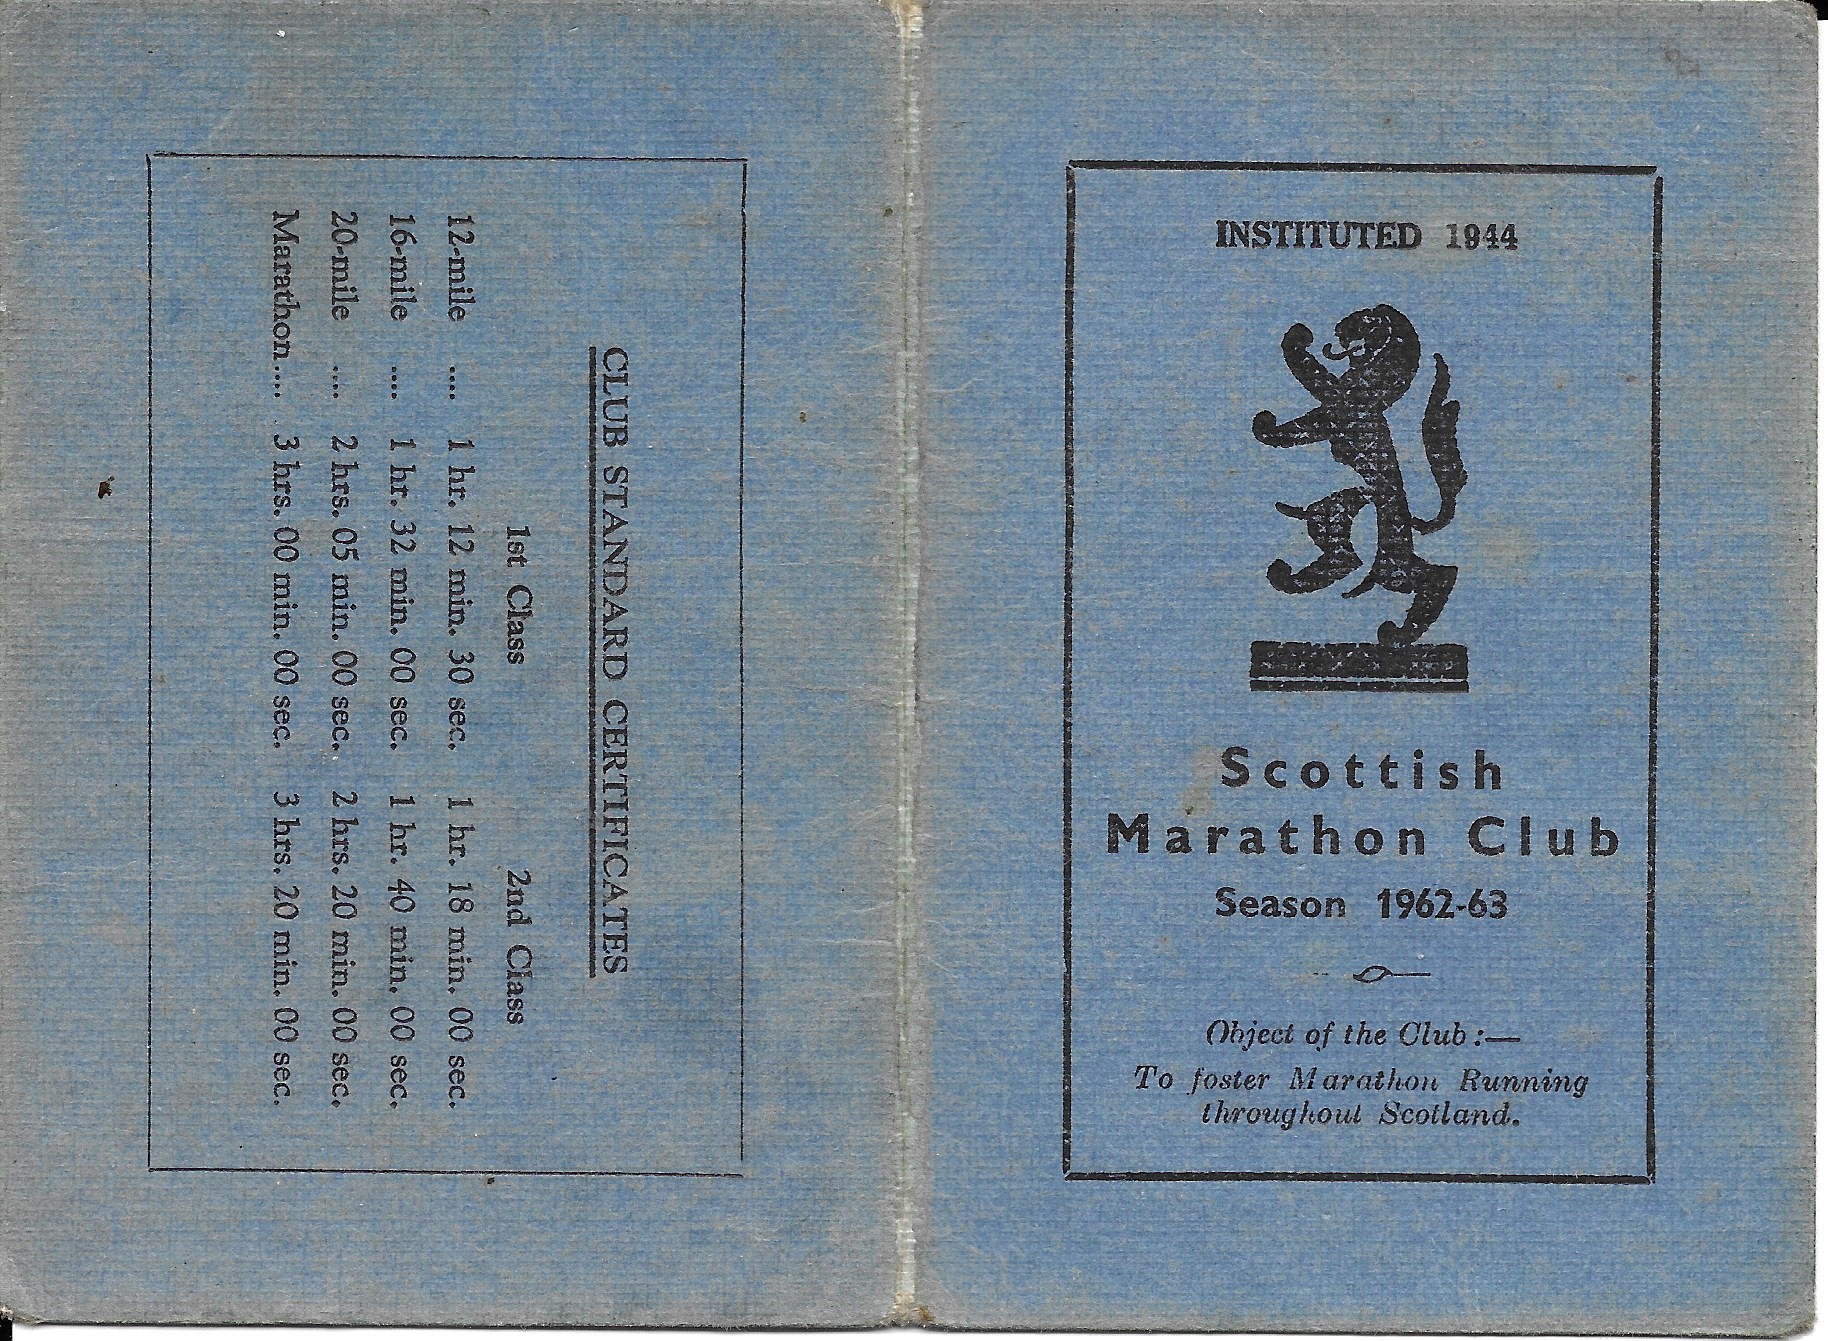 CLUB STANDARD CERTIFICATES
1st Class 2nd Class
12-mile .... 1 hr. 12 min. 30 sec. 1 hr. 18 min. 00 sec.
16-mile .... 1 hr. 32 min. 00 sec. 1 hr. 40 min. 00 sec.
20-mile .... 2 hrs. 05 min. 00 sec. 2 hrs. 20 min. 00 sec.
Marathon.... 3 hrs. 00 min. 00 sec. 3 hrs. 20 min. 00 sec.
INSTITUTED 1944
Scottish
Marathon Club
Season 1962-63
Object of the Club :—
To foster Marathon Running
throughout Scotland.